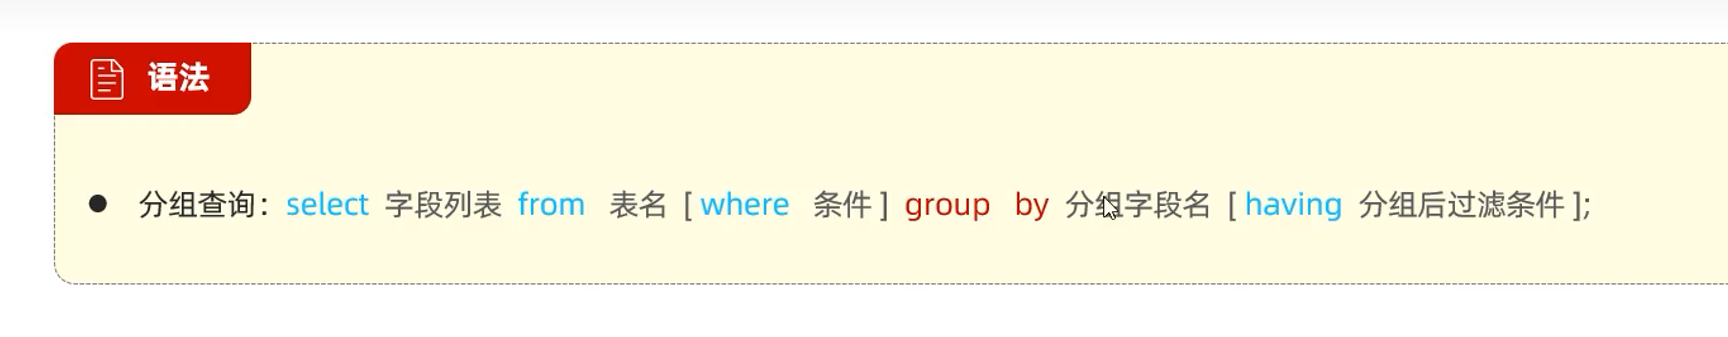 语法
● 分组查询：select 字段列表 from 表名 [ where 条件 ] group by 分组字段名 [ having 分组后过滤条件 ];